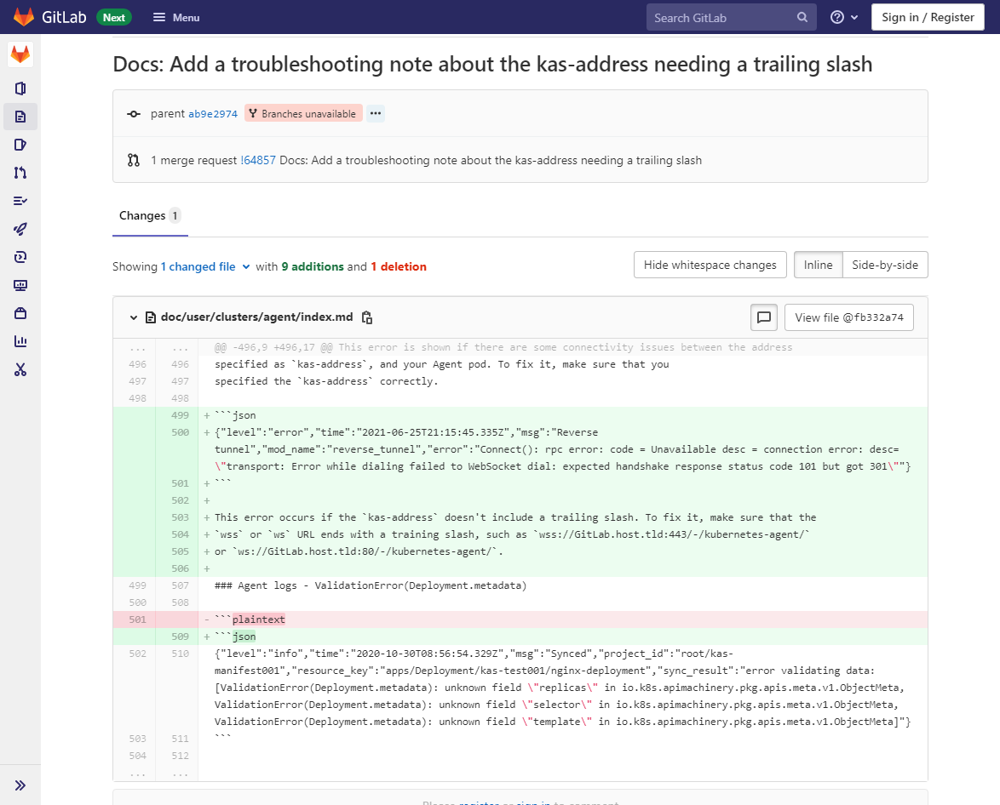 GitLab Next Menu Search GitLab Sign in / Register
Docs: Add a troubleshooting note about the kas-address needing a trailing slash
parent ab9e2974 Branches unavailable ...
1 merge request !64857 Docs: Add a troubleshooting note about the kas-address needing a trailing slash
Changes 1
Showing 1 changed file with 9 additions and 1 deletion Hide whitespace changes Inline Side-by-side
doc/user/clusters/agent/index.md View file @fb332a74
... ... @@ -496,9 +496,17 @@ This error is shown if there are some connectivity issues between the address
496 496 specified as `kas-address`, and your Agent pod. To fix it, make sure that you
497 497 specified the `kas-address` correctly.
498 498
499 + ```json
500 + {"level":"error","time":"2021-06-25T21:15:45.335Z","msg":"Reverse
tunnel","mod_name":"reverse_tunnel","error":"Connect(): rpc error: code = Unavailable desc = connection error: desc=
\"transport: Error while dialing failed to WebSocket dial: expected handshake response status code 101 but got 301\""}
501 + ```
502 +
503 + This error occurs if the `kas-address` doesn't include a trailing slash. To fix it, make sure that the
504 + `wss` or `ws` URL ends with a training slash, such as `wss://GitLab.host.tld:443/-/kubernetes-agent/`
505 + or `ws://GitLab.host.tld:80/-/kubernetes-agent/`.
506 +
499 507 ### Agent logs - ValidationError(Deployment.metadata)
500 508
501 - ```plaintext
509 + ```json
502 510 {"level":"info","time":"2020-10-30T08:56:54.329Z","msg":"Synced","project_id":"root/kas-
manifest001","resource_key":"apps/Deployment/kas-test001/nginx-deployment","sync_result":"error validating data:
[ValidationError(Deployment.metadata): unknown field \"replicas\" in io.k8s.apimachinery.pkg.apis.meta.v1.ObjectMeta,
ValidationError(Deployment.metadata): unknown field \"selector\" in io.k8s.apimachinery.pkg.apis.meta.v1.ObjectMeta,
ValidationError(Deployment.metadata): unknown field \"template\" in io.k8s.apimachinery.pkg.apis.meta.v1.ObjectMeta]"}
503 511 ```
504 512
... ...
Please register or sign in to comment